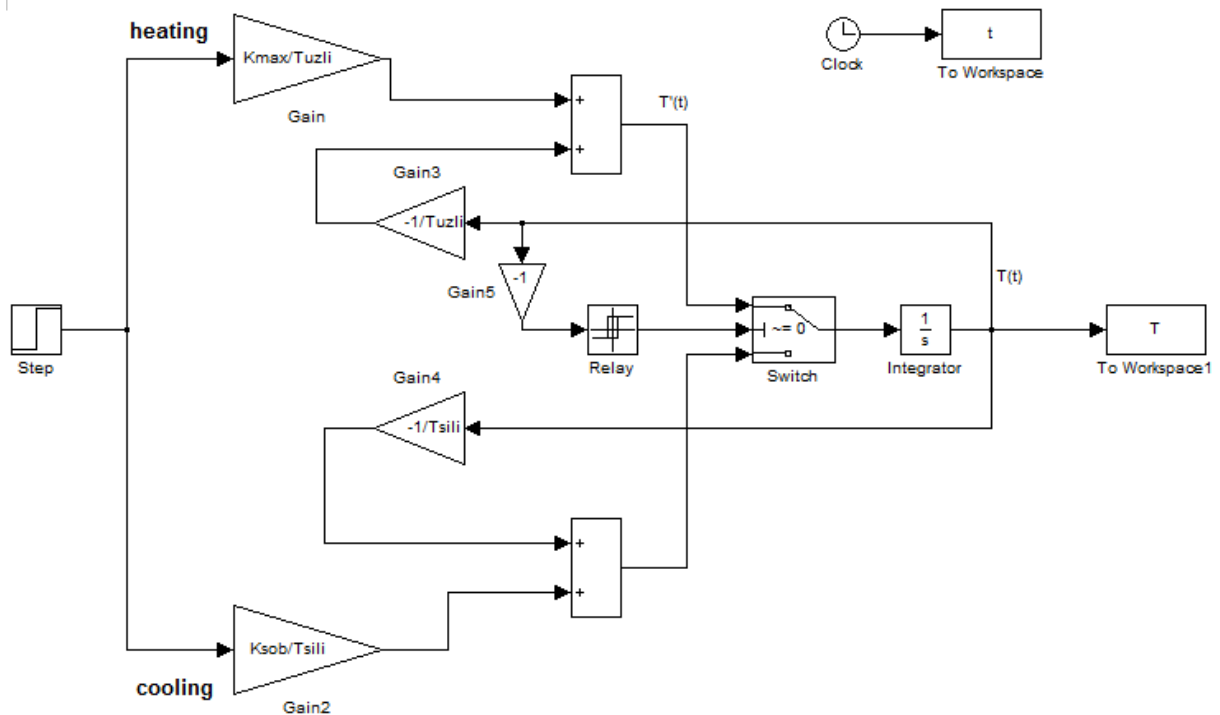 heating
Kmax/Tuzli
Gain
Clock
t
To Workspace
+
+
T'(t)
Gain3
-1/Tuzli
-1
Gain5
T(t)
Step
Relay
~= 0
Switch
1
s
Integrator
T
To Workspace1
Gain4
-1/Tsili
+
+
Ksob/Tsili
cooling
Gain2